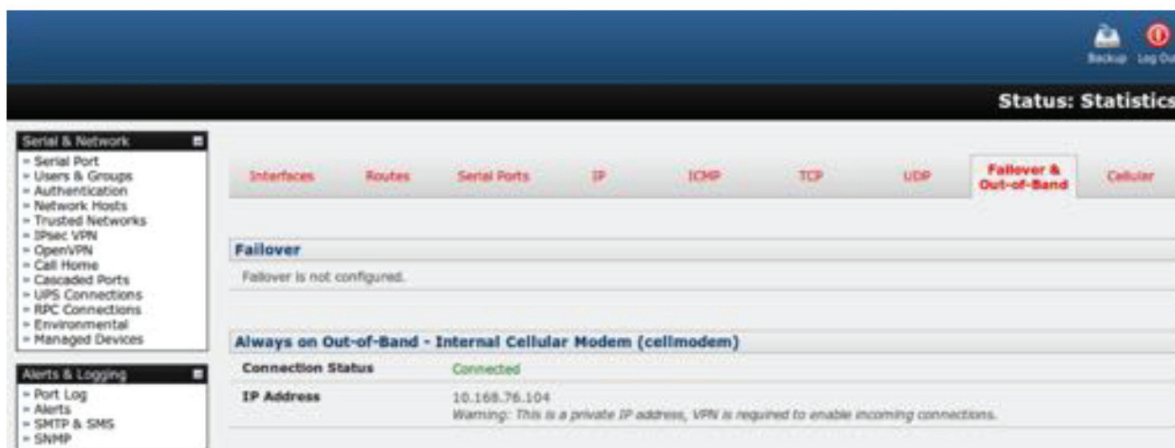 Backup Log Ou
Status: Statistics
Serial & Network
» Serial Port
» Users & Groups
» Authentication
» Network Hosts
» Trusted Networks
» IPsec VPN
» OpenVPN
» Call Home
» Cascaded Ports
» UPS Connections
» RPC Connections
» Environmental
» Managed Devices
Alerts & Logging
» Port Log
» Alerts
» SMTP & SMS
» SNMP
Interfaces Routes Serial Ports IP ICMP TCP UDP Failover & Out-of-Band Cellular
Failover
Failover is not configured.
Always on Out-of-Band - Internal Cellular Modem (cellmodem)
Connection Status Connected
IP Address 10.168.76.104
Warning: This is a private IP address, VPN is required to enable incoming connections.